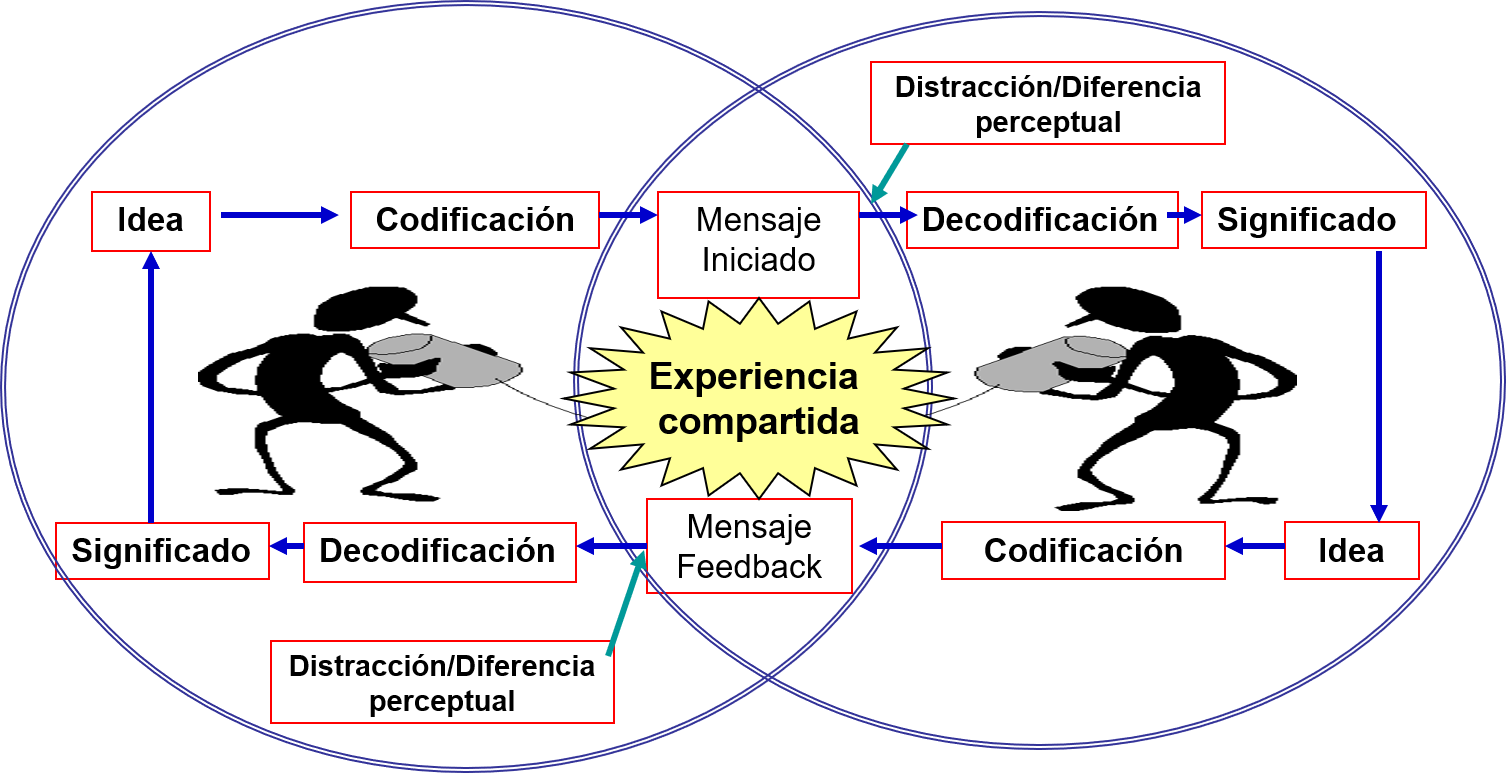 Distracción/Diferencia
perceptual
Idea
Codificación
Mensaje
Iniciado
Decodificación
Significado
Experiencia
compartida
Significado
Decodificación
Mensaje
Feedback
Codificación
Idea
Distracción/Diferencia
perceptual